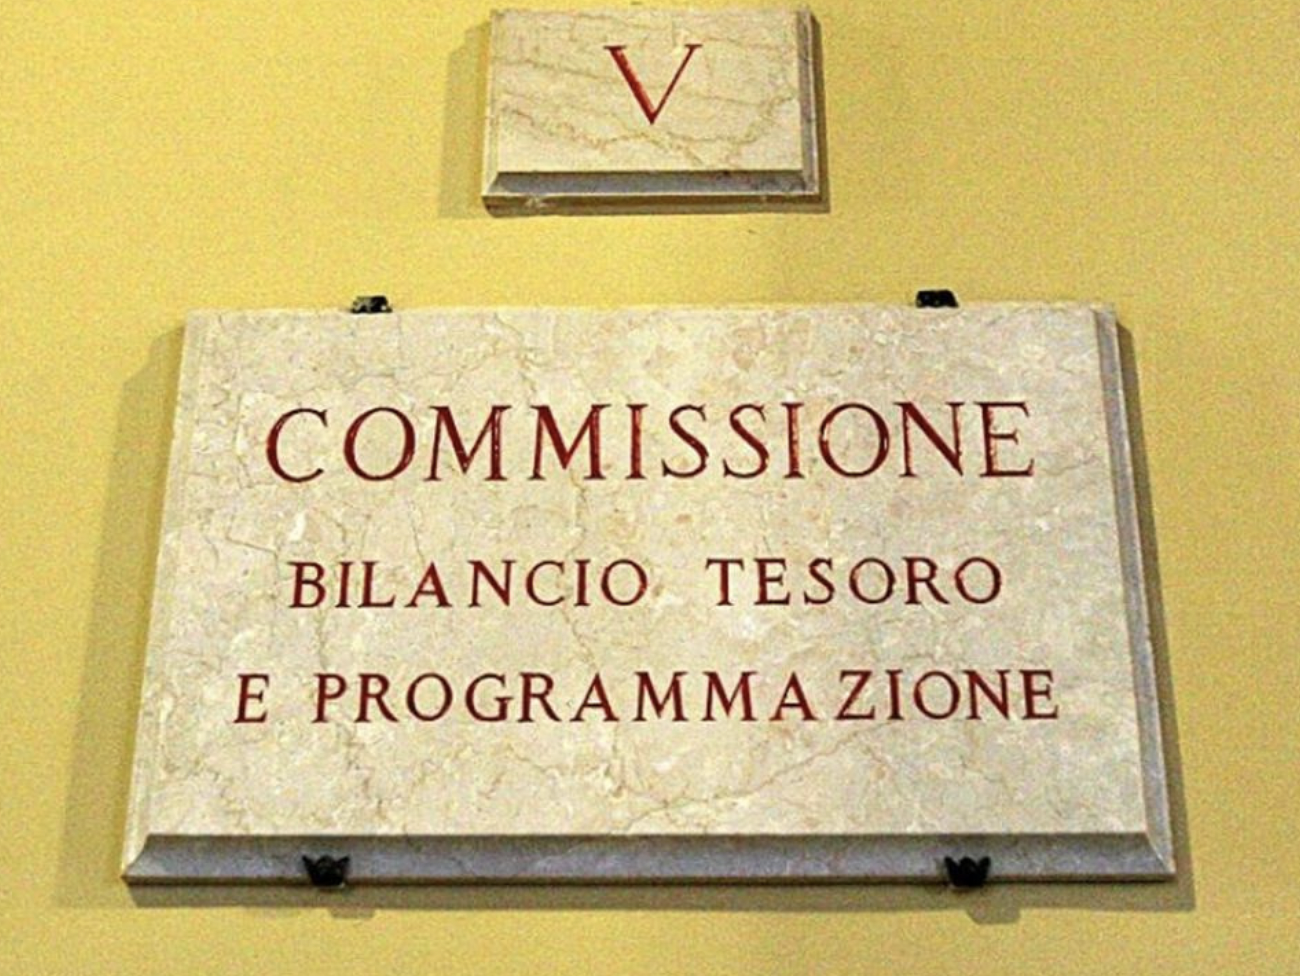 V
COMMISSIONE
BILANCIO TESORO
E PROGRAMMAZIONE